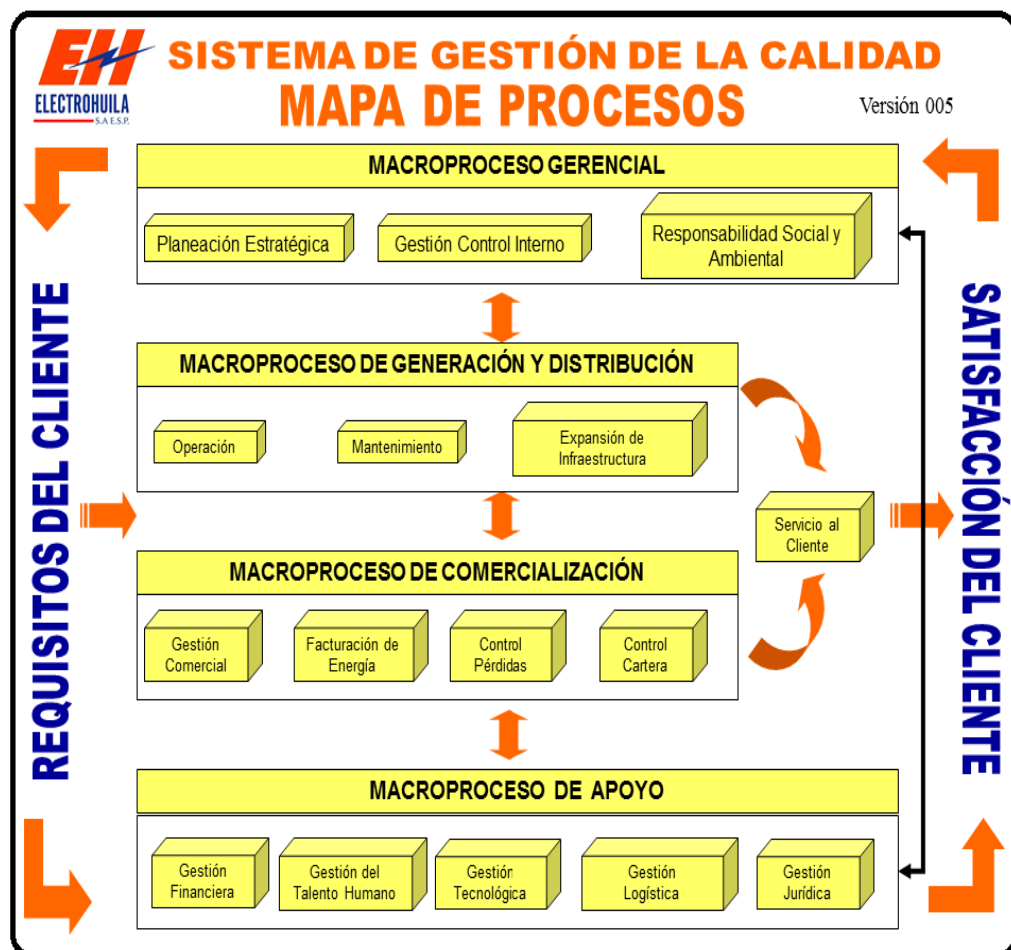 EH
ELECTROHUILA
S.A E.S.P.
SISTEMA DE GESTIÓN DE LA CALIDAD
MAPA DE PROCESOS
Versión 005
REQUISITOS DEL CLIENTE
MACROPROCESO GERENCIAL
Planeación Estratégica
Gestión Control Interno
Responsabilidad Social y
Ambiental
MACROPROCESO DE GENERACIÓN Y DISTRIBUCIÓN
Operación
Mantenimiento
Expansión de
Infraestructura
Servicio al
Cliente
MACROPROCESO DE COMERCIALIZACIÓN
Gestión
Comercial
Facturación de
Energía
Control
Pérdidas
Control
Cartera
MACROPROCESO DE APOYO
Gestión
Financiera
Gestión del
Talento Humano
Gestión
Tecnológica
Gestión
Logística
Gestión
Jurídica
SATISFACCIÓN DEL CLIENTE